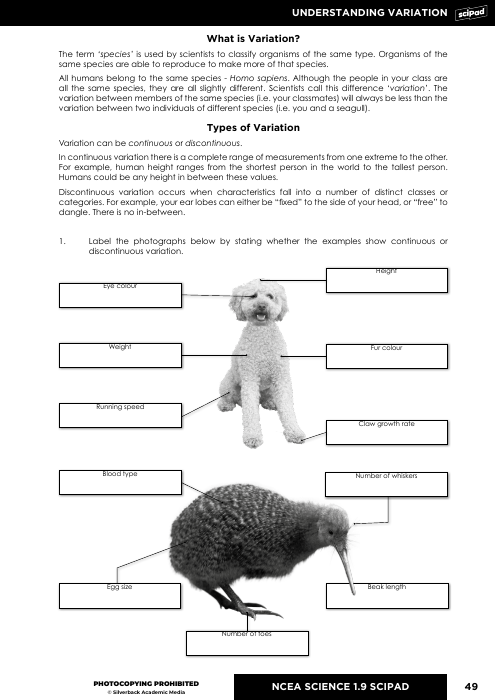 UNDERSTANDING VARIATION
scipad
What is Variation?
The term 'species' is used by scientists to classify organisms of the same type. Organisms of the
same species are able to reproduce to make more of that species.
All humans belong to the same species - Homo sapiens. Although the people in your class are
all the same species, they are all slightly different. Scientists call this difference 'variation'. The
variation between members of the same species (i.e. your classmates) will always be less than the
variation between two individuals of different species (i.e. you and a seagull).
Types of Variation
Variation can be continuous or discontinuous.
In continuous variation there is a complete range of measurements from one extreme to the other.
For example, human height ranges from the shortest person in the world to the tallest person.
Humans could be any height in between these values.
Discontinuous variation occurs when characteristics fall into a number of distinct classes or
categories. For example, your ear lobes can either be "fixed" to the side of your head, or "free" to
dangle. There is no in-between.
1. Label the photographs below by stating whether the examples show continuous or
discontinuous variation.
Height
Eye colour
Weight
Fur colour
Running speed
Claw growth rate
Blood type
Number of whiskers
Egg size
Beak length
Number of toes
PHOTOCOPYING PROHIBITED
© Silverback Academic Media
NCEA SCIENCE 1.9 SCIPAD
49